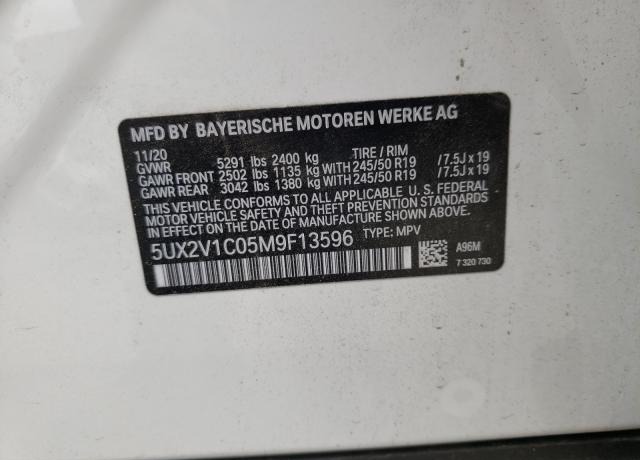 MFD BY BAYERISCHE MOTOREN WERKE AG
11/20 TIRE / RIM
GVWR 5291 lbs 2400 kg
GAWR FRONT 2502 lbs 1135 kg WITH 245/50 R19 /7.5J x 19
GAWR REAR 3042 lbs 1380 kg WITH 245/50 R19 /7.5J x 19
THIS VEHICLE CONFORMS TO ALL APPLICABLE U. S. FEDERAL
SAFETY, BUMPER, AND THEFT PREVENTION STANDARDS
IN EFFECT ON THE DATE OF MANUFACTURE SHOWN ABOVE.
5UX2V1C05M9F13596 TYPE: MPV
A96M
7 320 730